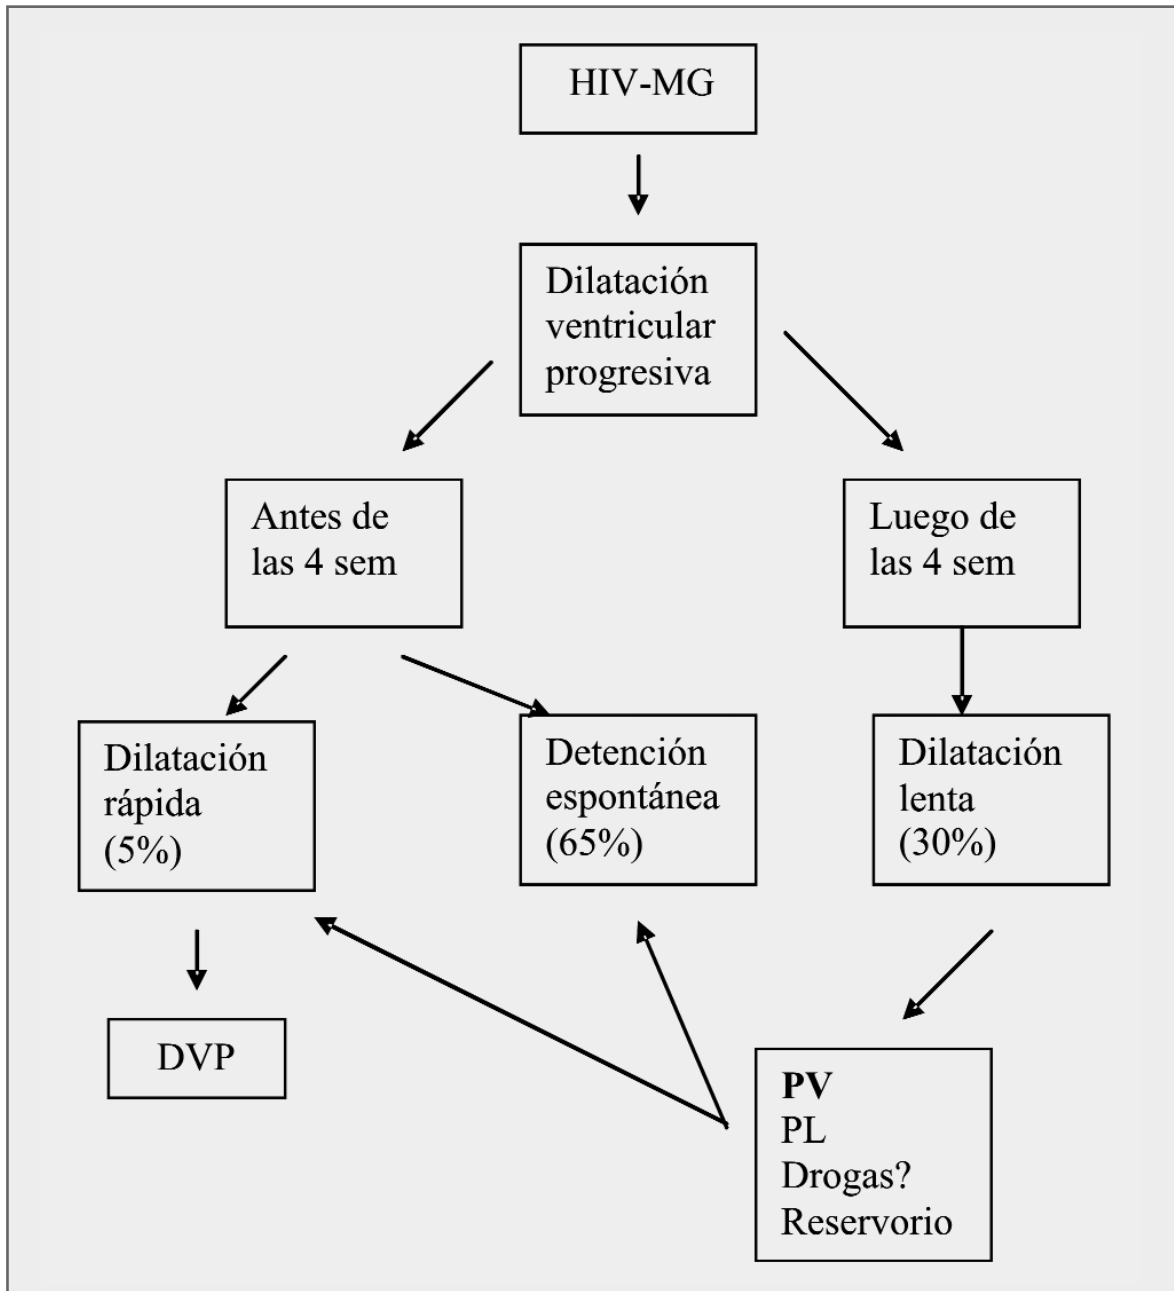 HIV-MG
Dilatación
ventricular
progresiva
Antes de
las 4 sem
Luego de
las 4 sem
Dilatación
rápida
(5%)
Detención
espontánea
(65%)
Dilatación
lenta
(30%)
DVP
PV
PL
Drogas?
Reservorio